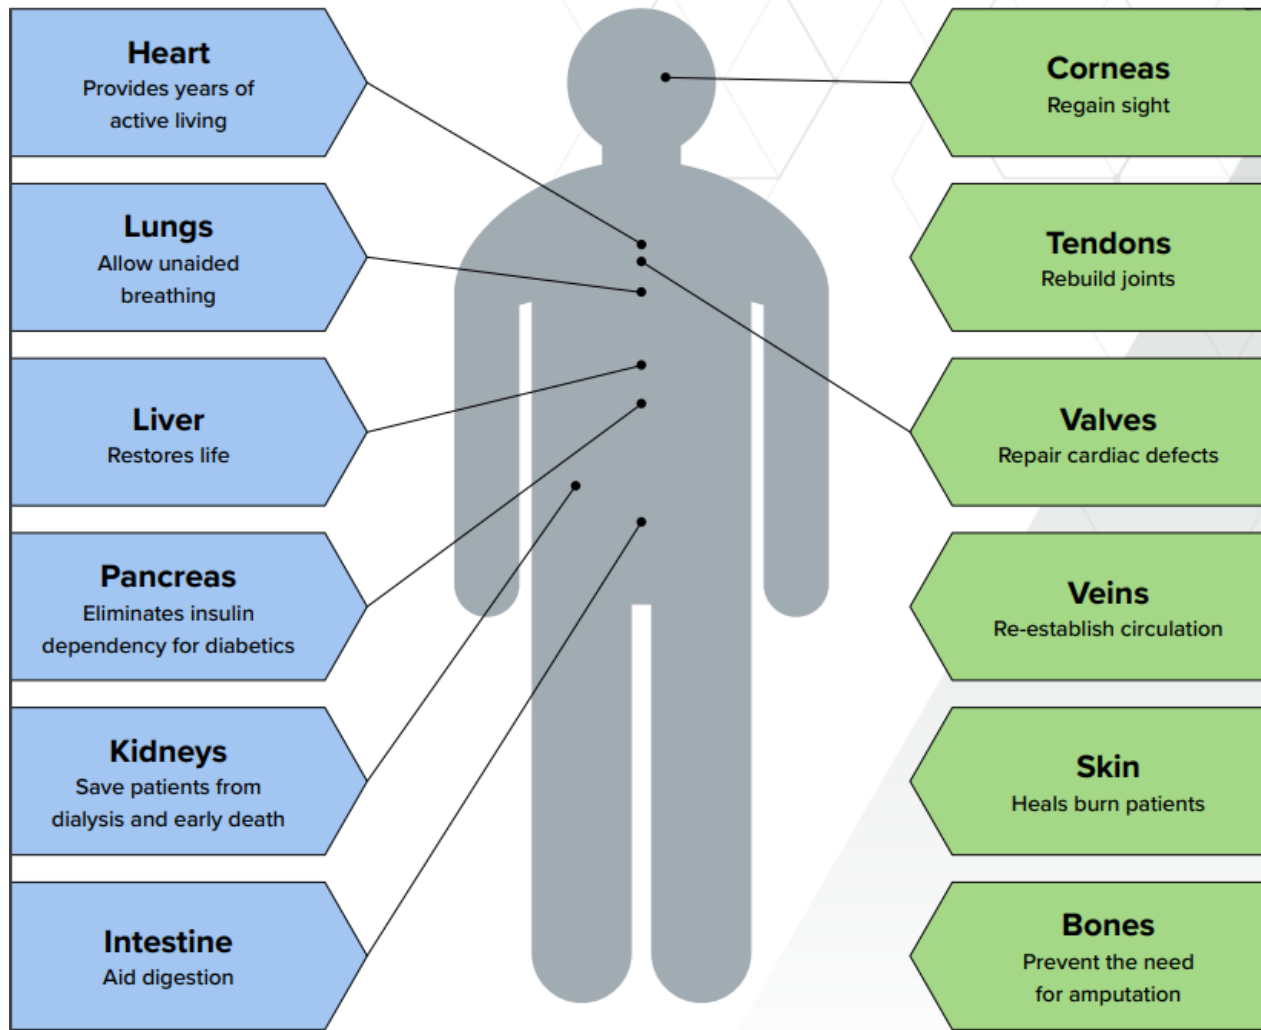 Heart
Provides years of
active living
Lungs
Allow unaided
breathing
Liver
Restores life
Pancreas
Eliminates insulin
dependency for diabetics
Kidneys
Save patients from
dialysis and early death
Intestine
Aid digestion
Corneas
Regain sight
Tendons
Rebuild joints
Valves
Repair cardiac defects
Veins
Re-establish circulation
Skin
Heals burn patients
Bones
Prevent the need
for amputation